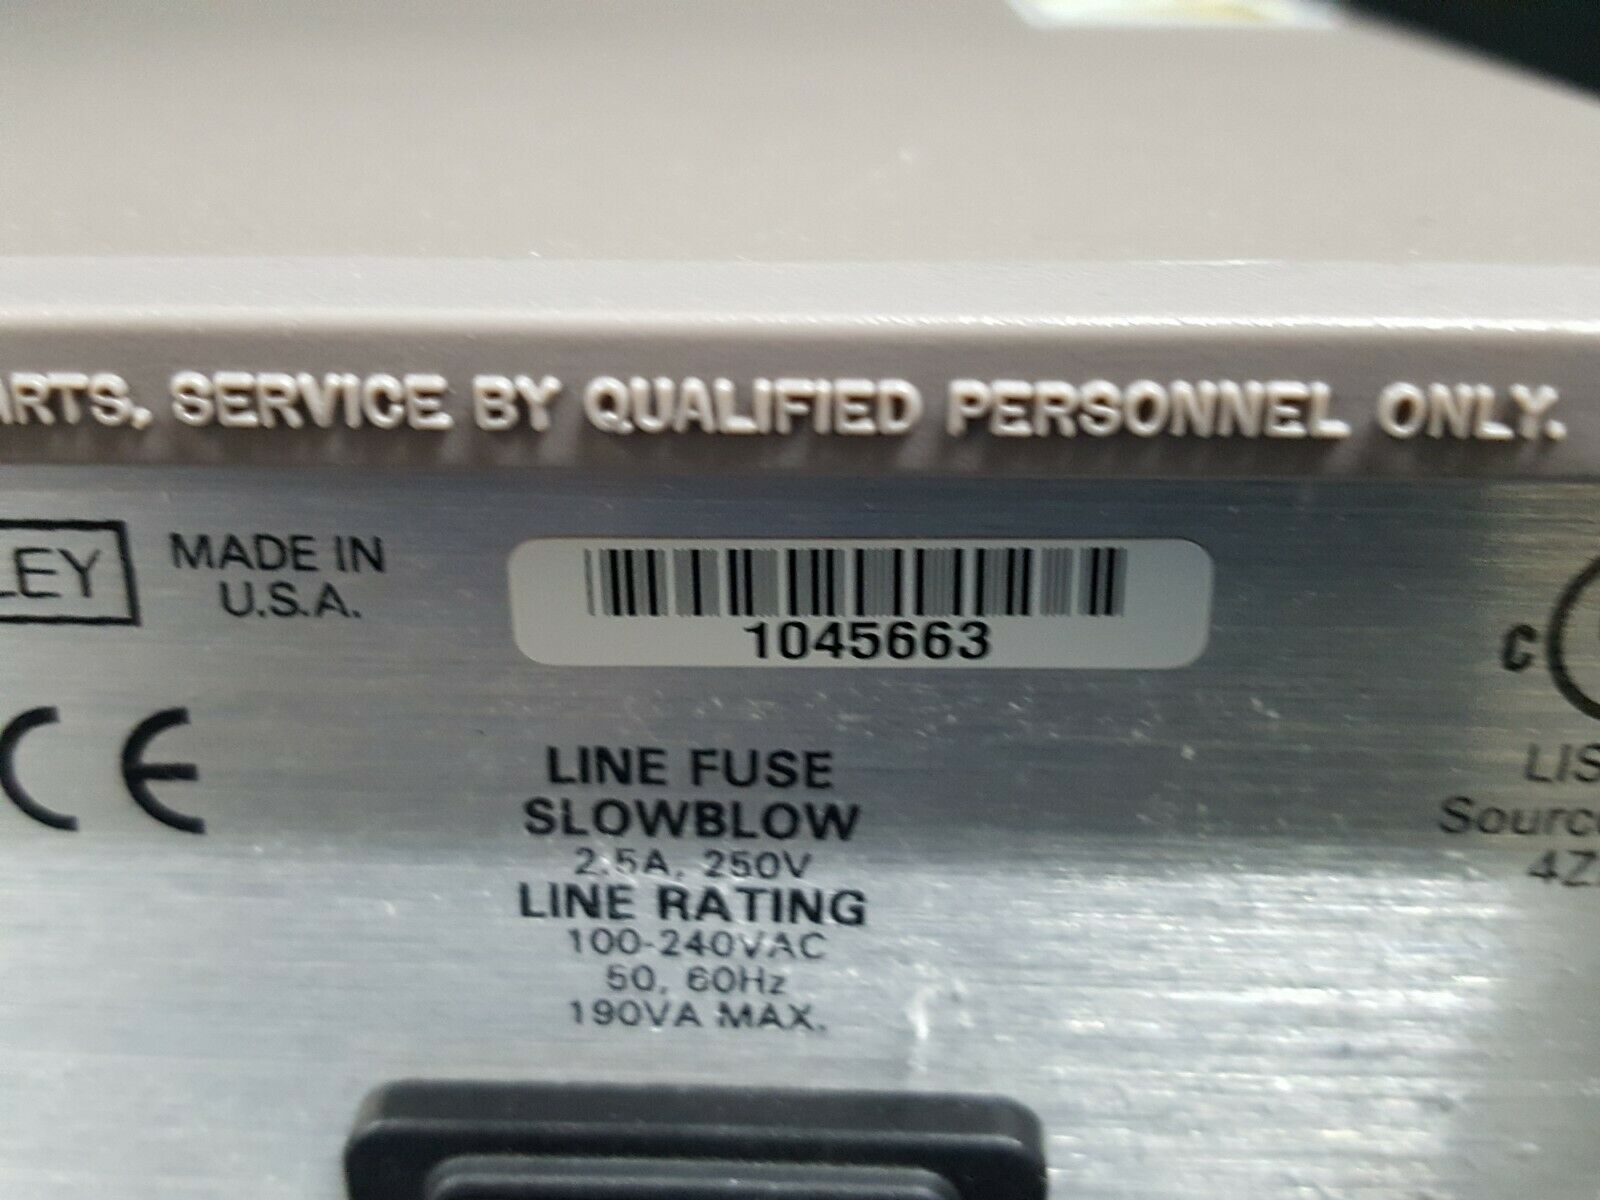 ARTS, SERVICE BY QUALIFIED PERSONNEL ONLY.
LEY
MADE IN
U.S.A.
1045663
CE
LINE FUSE
SLOWBLOW
2.5A, 250V
LINE RATING
100-240VAC
50, 60Hz
190VA MAX.
C
LIS
Source
4Z